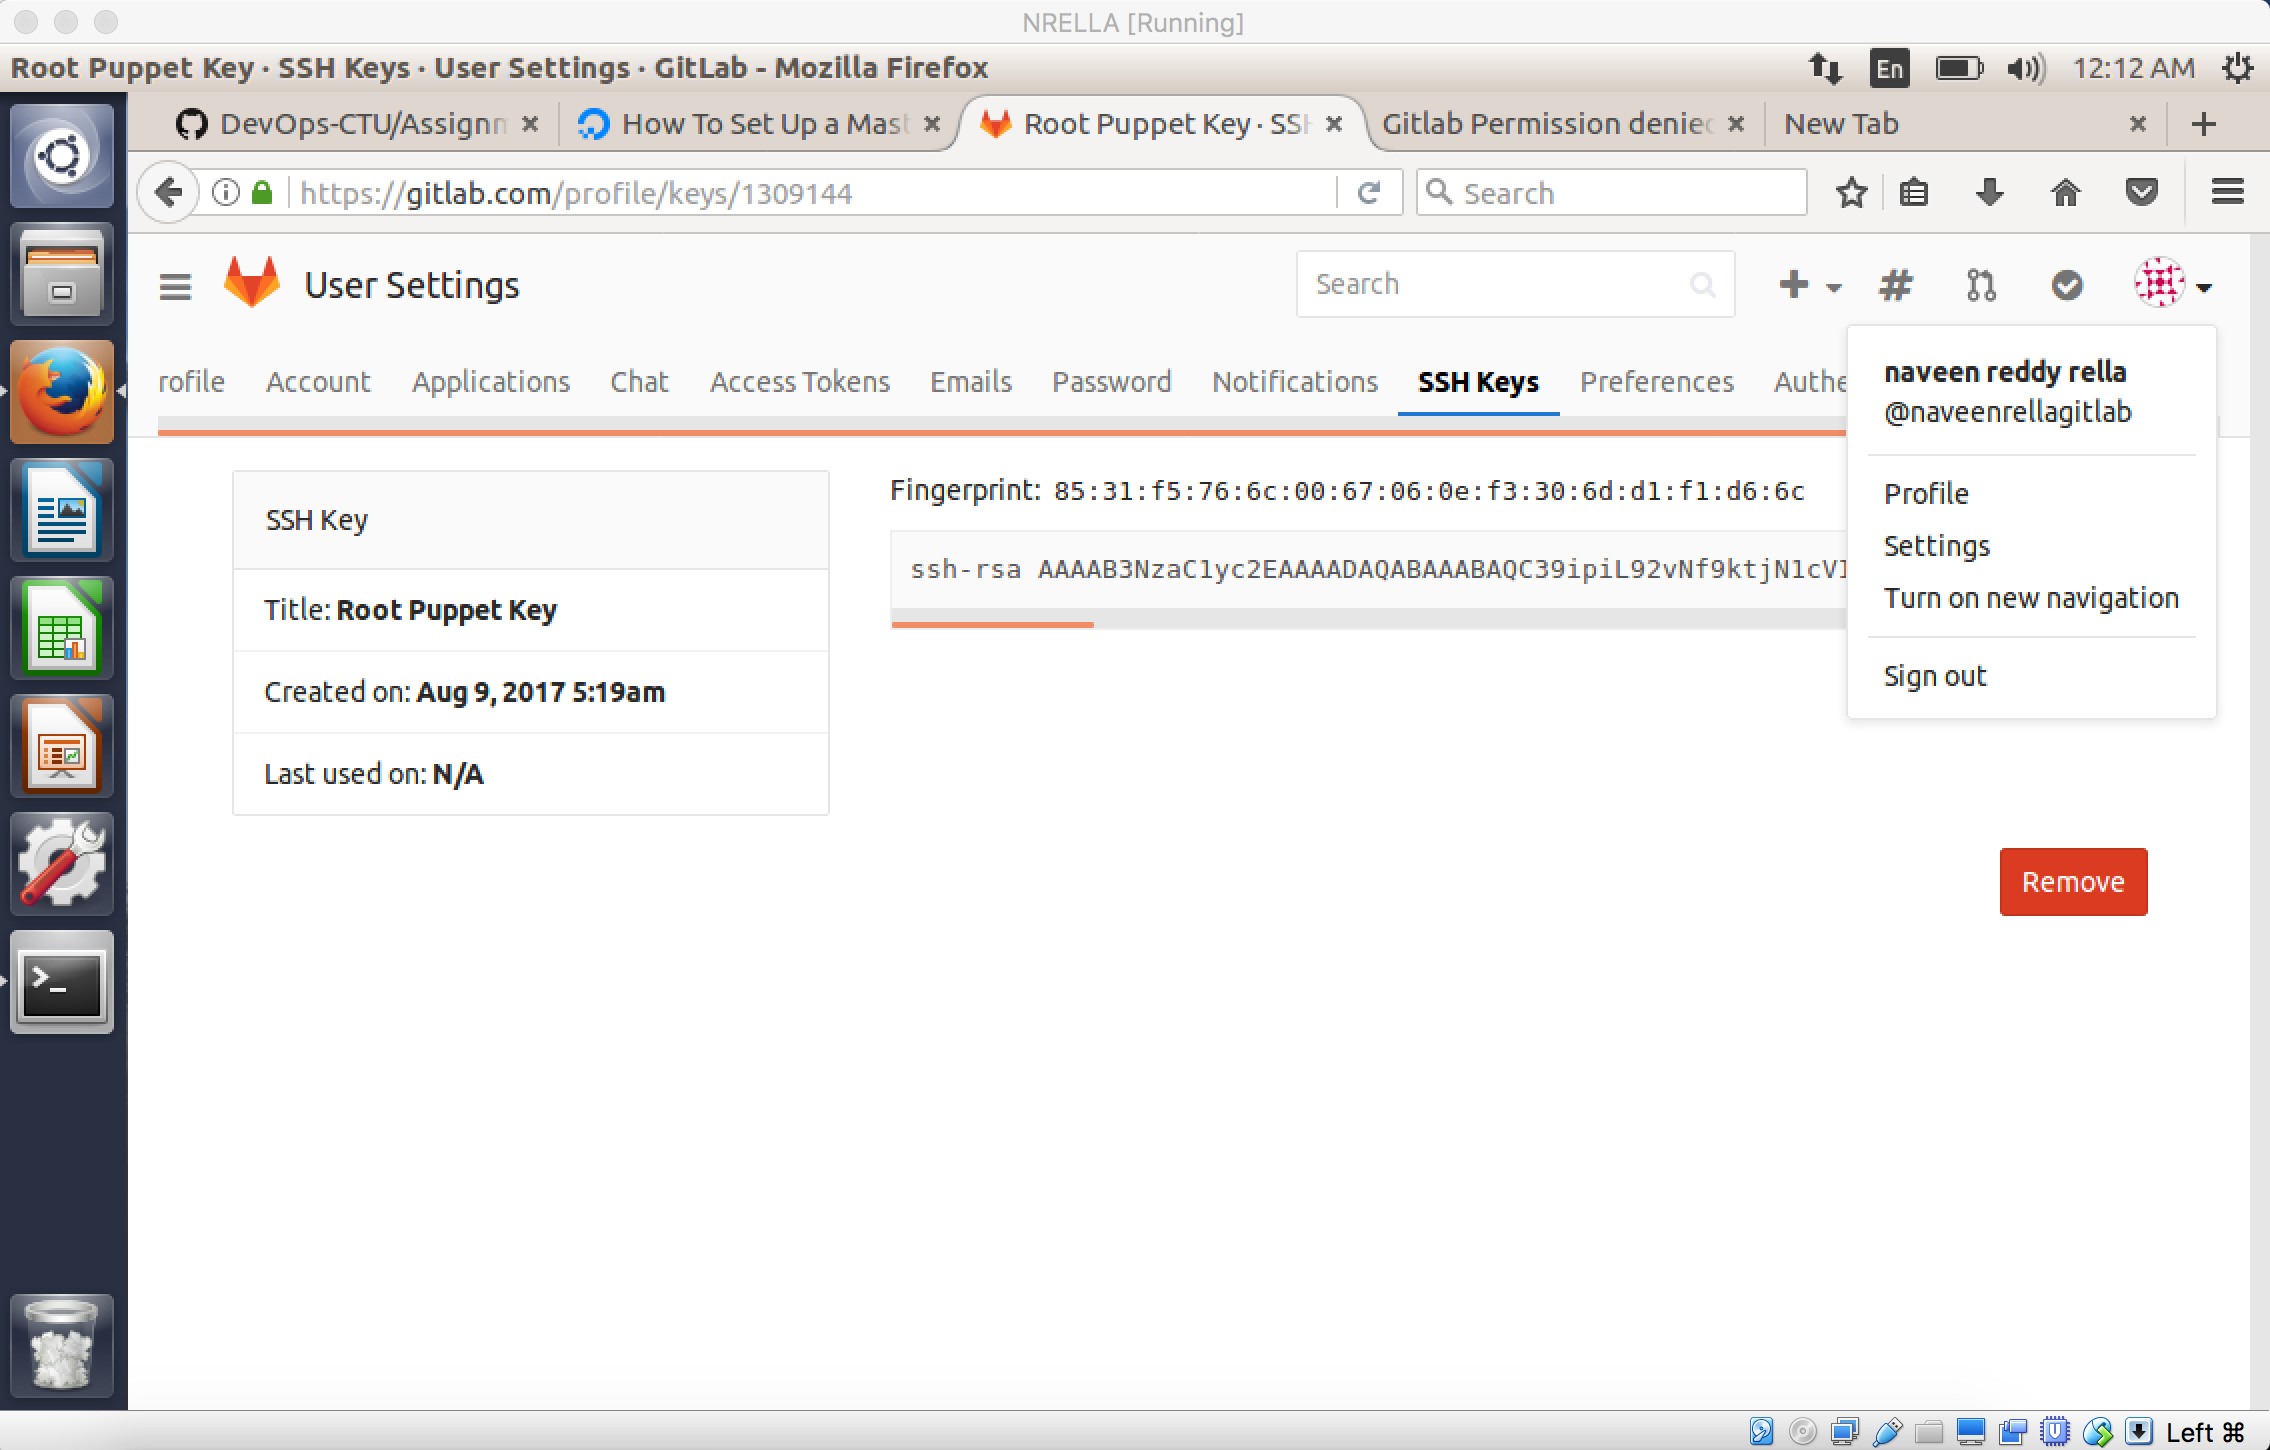 NRELLA [Running]
Root Puppet Key · SSH Keys · User Settings · GitLab - Mozilla Firefox
En
12:12 AM
DevOps-CTU/Assignm
How To Set Up a Mast
Root Puppet Key · SSH
Gitlab Permission denied
New Tab
https://gitlab.com/profile/keys/1309144
Search
User Settings
Search
rofile
Account
Applications
Chat
Access Tokens
Emails
Password
Notifications
SSH Keys
Preferences
Authe
naveen reddy rella
@naveenrellagitlab
Profile
Settings
Turn on new navigation
Sign out
SSH Key
Title: Root Puppet Key
Created on: Aug 9, 2017 5:19am
Last used on: N/A
Fingerprint: 85:31:f5:76:6c:00:67:06:0e:f3:30:6d:d1:f1:d6:6c
ssh-rsa AAAAB3NzaC1yc2EAAAADAQABAAABAQC39ipiL92vNf9ktjN1cV
Remove
Left ⌘